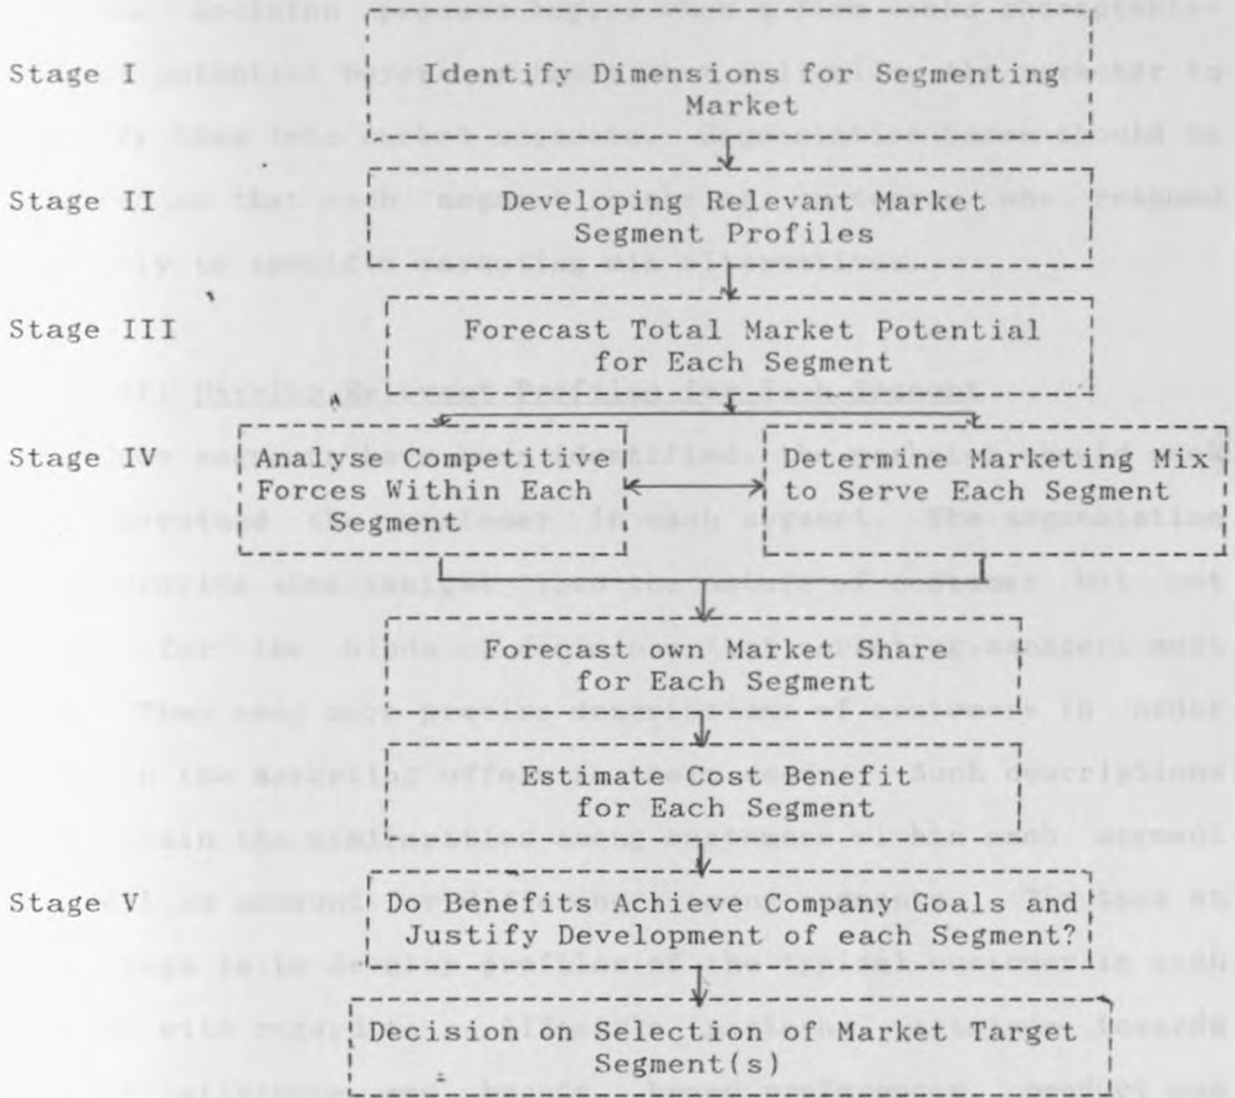 Stage I
Identify Dimensions for Segmenting
Market
Stage II
Developing Relevant Market
Segment Profiles
Stage III
Forecast Total Market Potential
for Each Segment
Stage IV
Analyse Competitive
Forces Within Each
Segment
Determine Marketing Mix
to Serve Each Segment
Forecast own Market Share
for Each Segment
Estimate Cost Benefit
for Each Segment
Stage V
Do Benefits Achieve Company Goals and
Justify Development of each Segment?
Decision on Selection of Market Target
Segment(s)